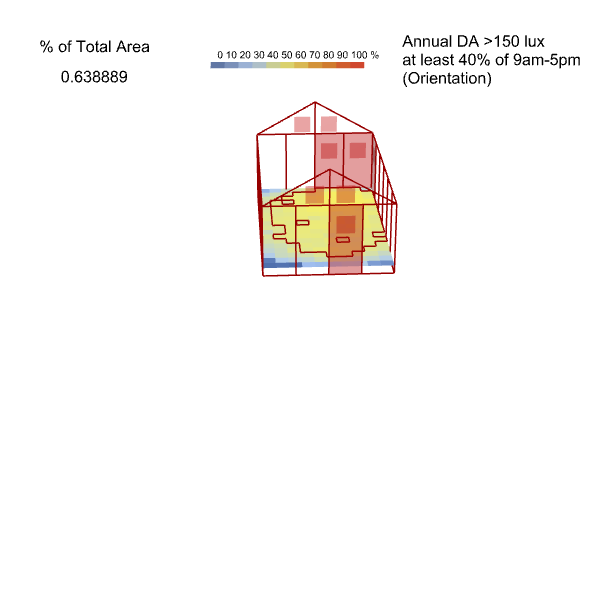 % of Total Area
0.638889
0 10 20 30 40 50 60 70 80 90 100 %
Annual DA >150 lux
at least 40% of 9am-5pm
(Orientation)